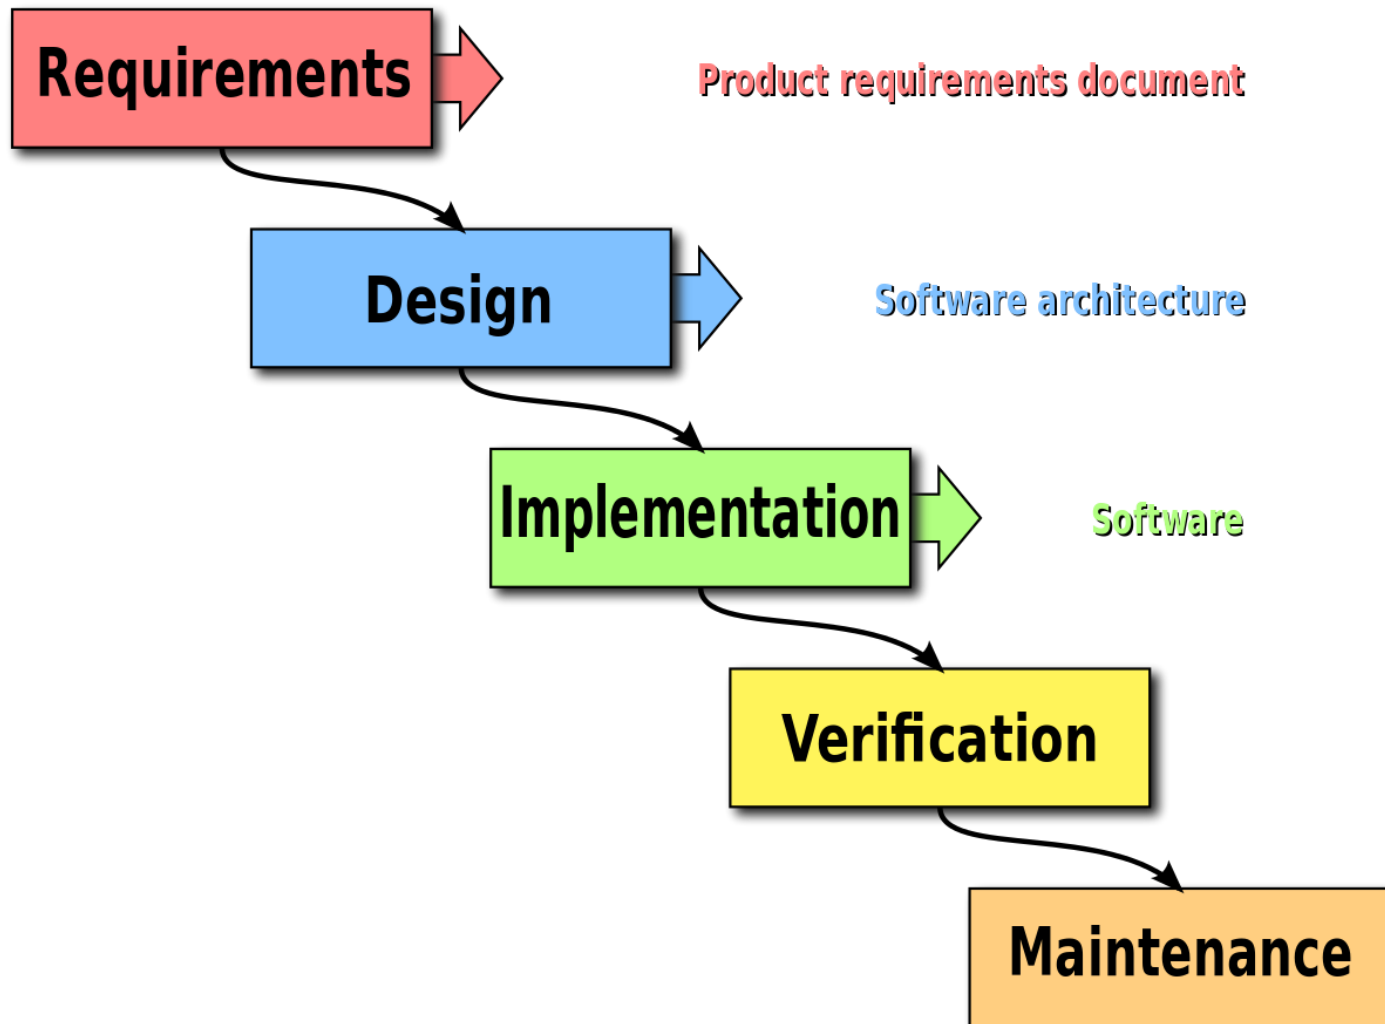 Requirements
Product requirements document
Design
Software architecture
Implementation
Software
Verification
Maintenance